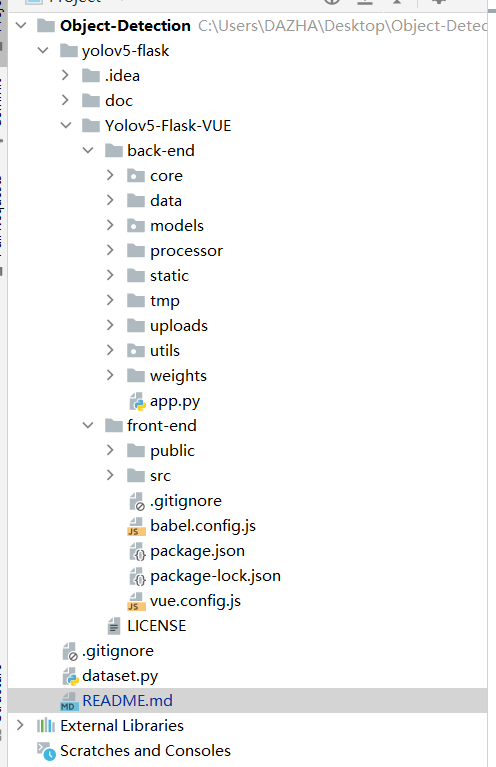 Project
Object-Detection C:\Users\DAZHA\Desktop\Object-Detec
yolov5-flask
.idea
doc
Yolov5-Flask-VUE
back-end
core
data
models
processor
static
tmp
uploads
utils
weights
app.py
front-end
public
src
.gitignore
babel.config.js
package.json
package-lock.json
vue.config.js
LICENSE
.gitignore
dataset.py
README.md
External Libraries
Scratches and Consoles